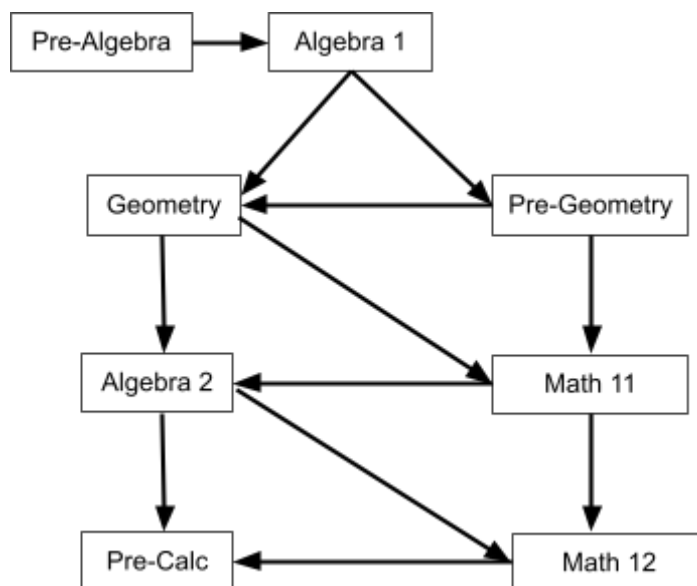 Pre-Algebra
Algebra 1
Geometry
Pre-Geometry
Algebra 2
Math 11
Pre-Calc
Math 12